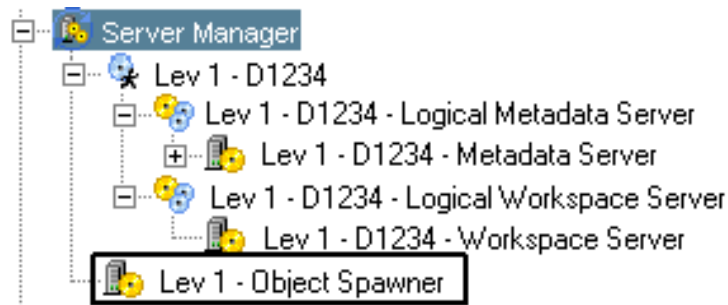 Server Manager
Lev 1 - D1234
Lev 1 - D1234 - Logical Metadata Server
Lev 1 - D1234 - Metadata Server
Lev 1 - D1234 - Logical Workspace Server
Lev 1 - D1234 - Workspace Server
Lev 1 - Object Spawner